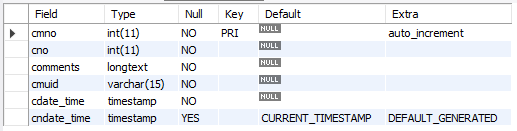 Field Type Null Key Default Extra
cmno int(11) NO PRI NULL auto_increment
cno int(11) NO NULL
comments longtext NO NULL
cmuid varchar(15) NO NULL
cdate_time timestamp NO NULL
cndate_time timestamp YES CURRENT_TIMESTAMP DEFAULT_GENERATED